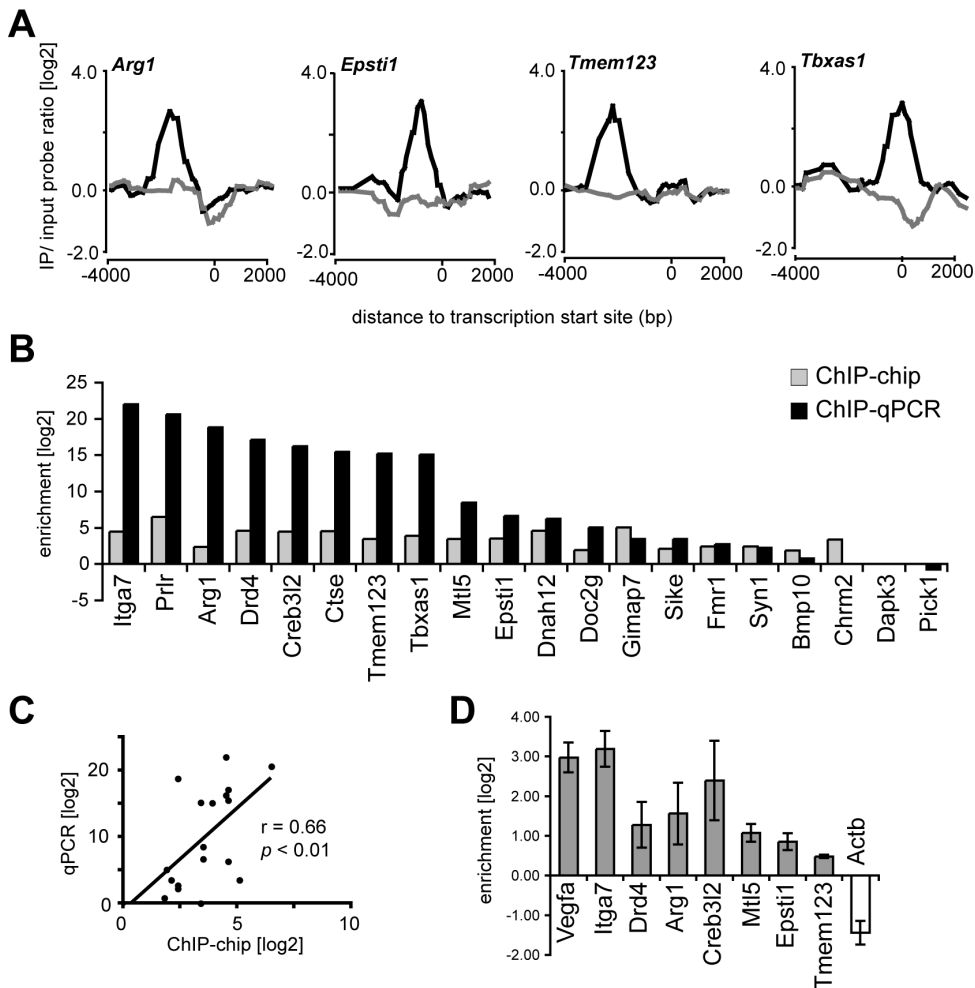 A
IP/ input probe ratio [log2]
Arg1
4.0
0.0
-2.0
-4000
0
2000
Epsti1
4.0
0.0
-2.0
-4000
0
2000
Tmem123
4.0
0.0
-2.0
-4000
0
2000
Tbxas1
4.0
0.0
-2.0
-4000
0
2000
distance to transcription start site (bp)
B
enrichment [log2]
25
20
15
10
5
0
-5
ChIP-chip
ChIP-qPCR
Itga7
Prlr
Arg1
Drd4
Creb3l2
Ctse
Tmem123
Tbxas1
Mtl5
Epsti1
Dnah12
Doc2g
Gimap7
Sike
Fmr1
Syn1
Bmp10
Chrm2
Dapk3
Pick1
C
qPCR [log2]
20
10
0
r = 0.66
p < 0.01
0
5
10
ChIP-chip [log2]
D
enrichment [log2]
4.00
3.00
2.00
1.00
0.00
-1.00
-2.00
Vegfa
Itga7
Drd4
Arg1
Creb3l2
Mtl5
Epsti1
Tmem123
Actb